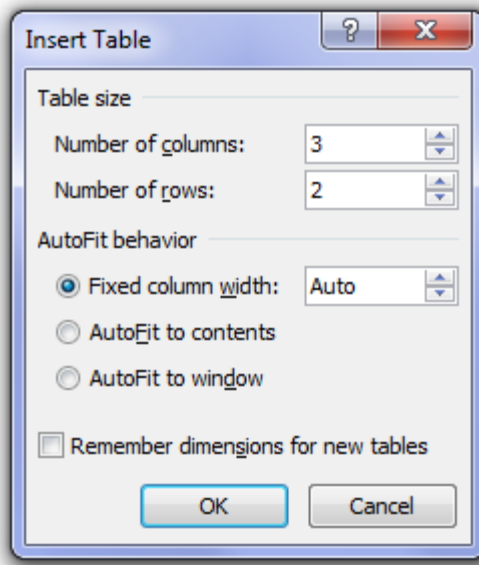 Insert Table
Table size
Number of columns: 3
Number of rows: 2
AutoFit behavior
Fixed column width: Auto
AutoFit to contents
AutoFit to window
Remember dimensions for new tables
OK Cancel